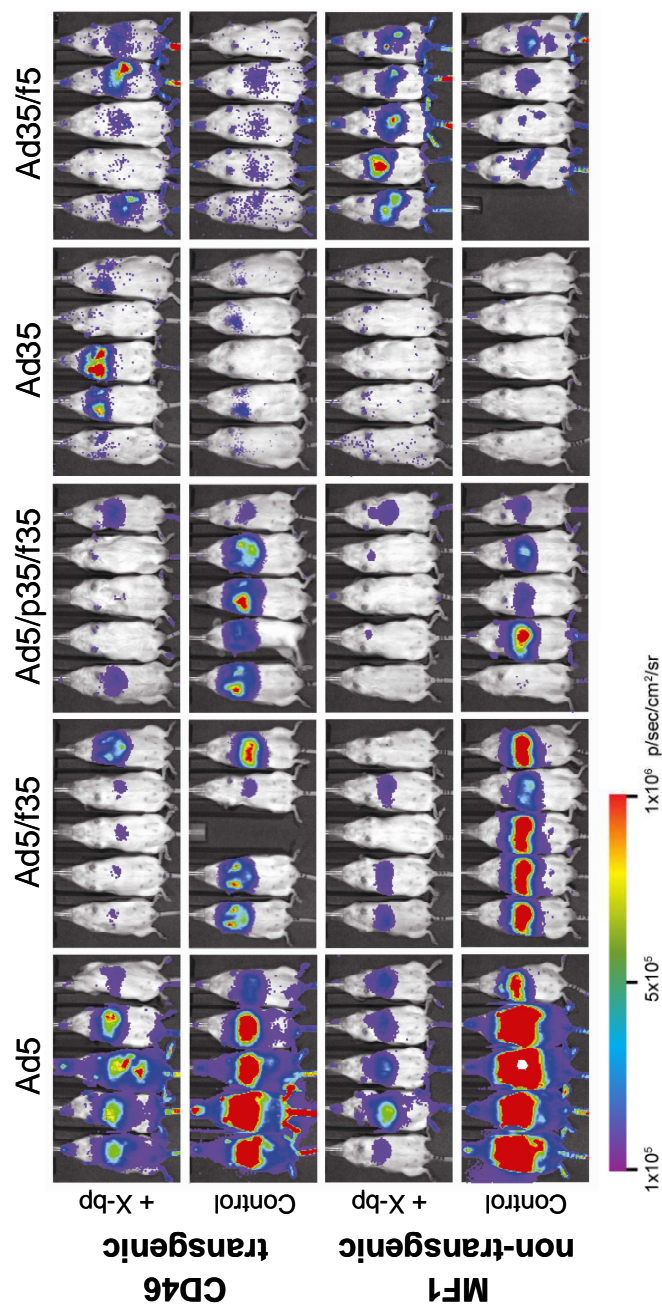 Ad5
Ad5/f35
Ad5/p35/f35
Ad35
Ad35/f5
CD46
transgenic
+ X-bp
Control
MF1
non-transgenic
+ X-bp
Control
1x10⁵
5x10⁵
1x10⁶
p/sec/cm²/sr